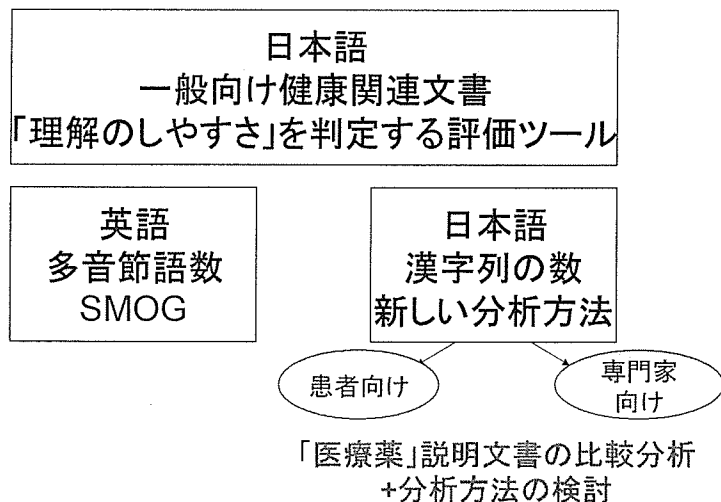 日本語
一般向け健康関連文書
「理解のしやすさ」を判定する評価ツール
英語
多音節語数
SMOG
日本語
漢字列の数
新しい分析方法
患者向け
専門家
向け
「医療薬」説明文書の比較分析
+分析方法の検討